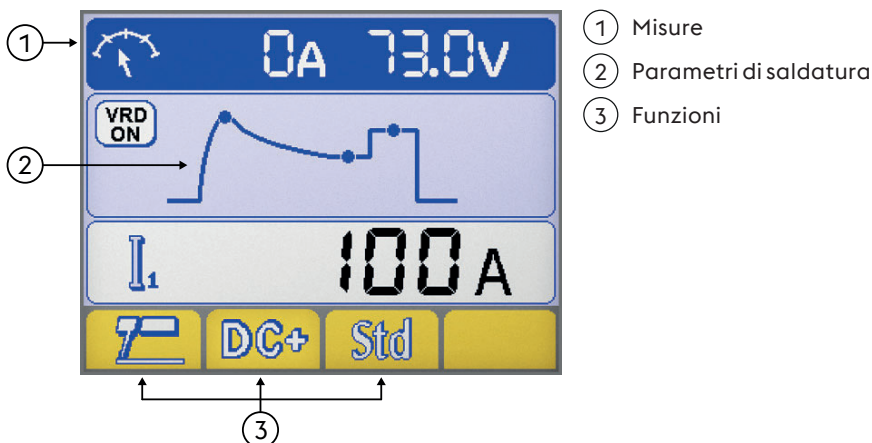 1
0A 73.0V
VRD
ON
2
I1
100 A
DC+ Std
3
1 Misure
2 Parametri di saldatura
3 Funzioni